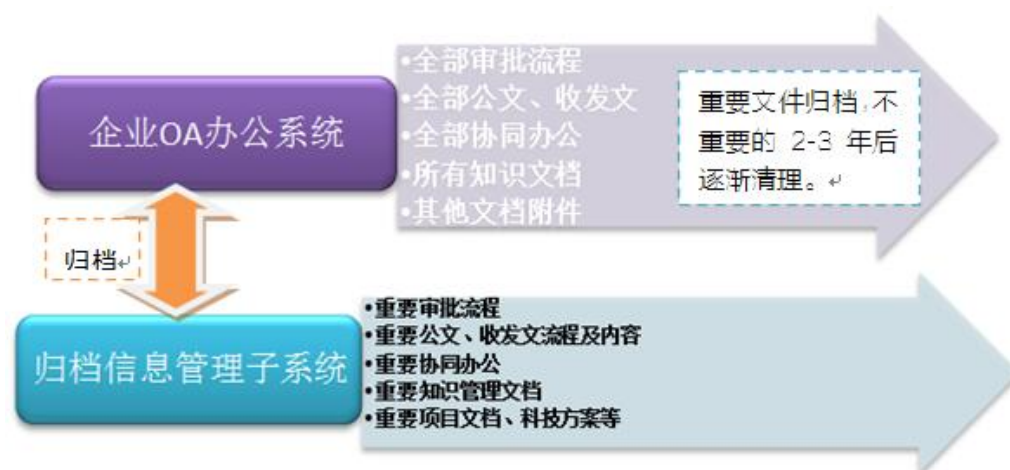 企业OA办公系统
•全部审批流程
•全部公文、收发文
•全部协同办公
•所有知识文档
•其他文档附件
重要文件归档,不
重要的 2-3 年后
逐渐清理。↵
归档↵
归档信息管理子系统
•重要审批流程
•重要公文、收发文流程及内容
•重要协同办公
•重要知识管理文档
•重要项目文档、科技方案等